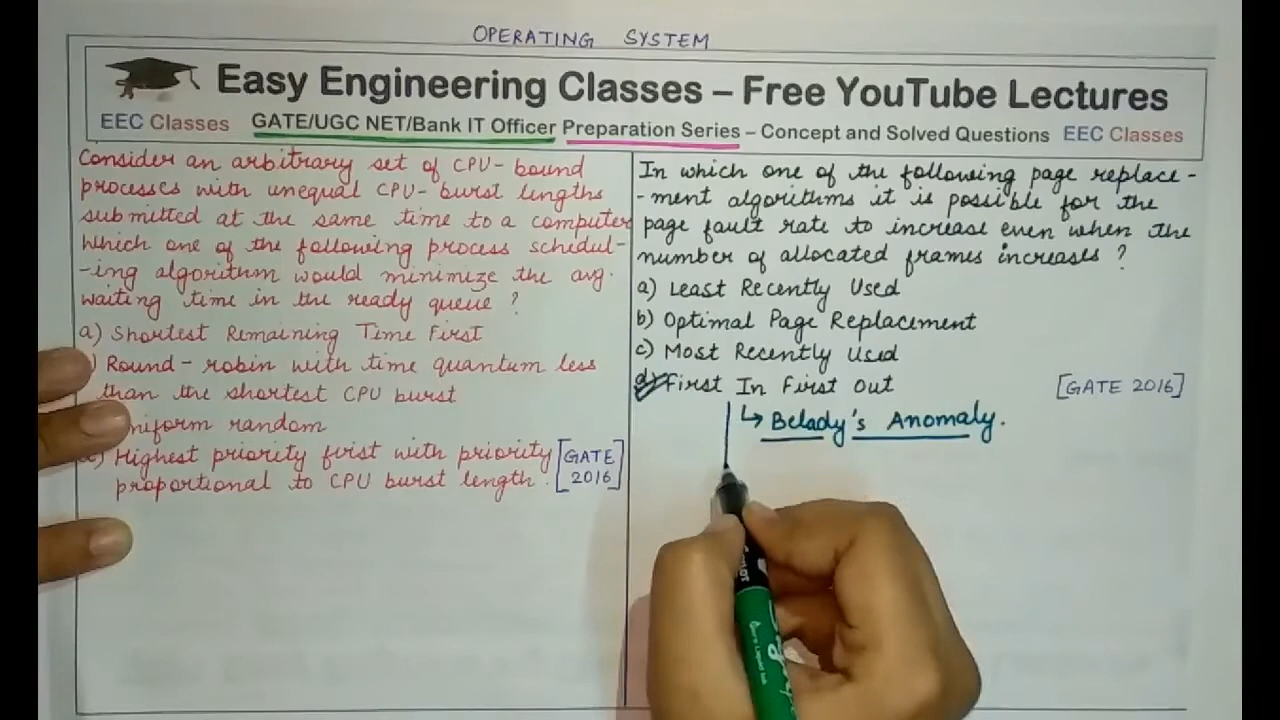 OPERATING SYSTEM
Easy Engineering Classes – Free YouTube Lectures
EEC Classes GATE/UGC NET/Bank IT Officer Preparation Series – Concept and Solved Questions EEC Classes
Consider an arbitrary set of CPU-bound
processes with unequal CPU-burst lengths
submitted at the same time to a computer
Which one of the following process schedul-
-ing algorithm would minimize the avg.
waiting time in the ready queue ?
a) Shortest Remaining Time First
) Round-robin with time quantum less
than the shortest CPU burst
niform random
Highest priority first with priority
proportional to CPU burst length.
[GATE
2016]
In which one of the following page replace-
-ment algorithms it is possible for the
page fault rate to increase even when the
number of allocated frames increases ?
a) Least Recently Used
b) Optimal Page Replacement
c) Most Recently Used
d) First In First Out [GATE 2016]
↳ Belady's Anomaly.